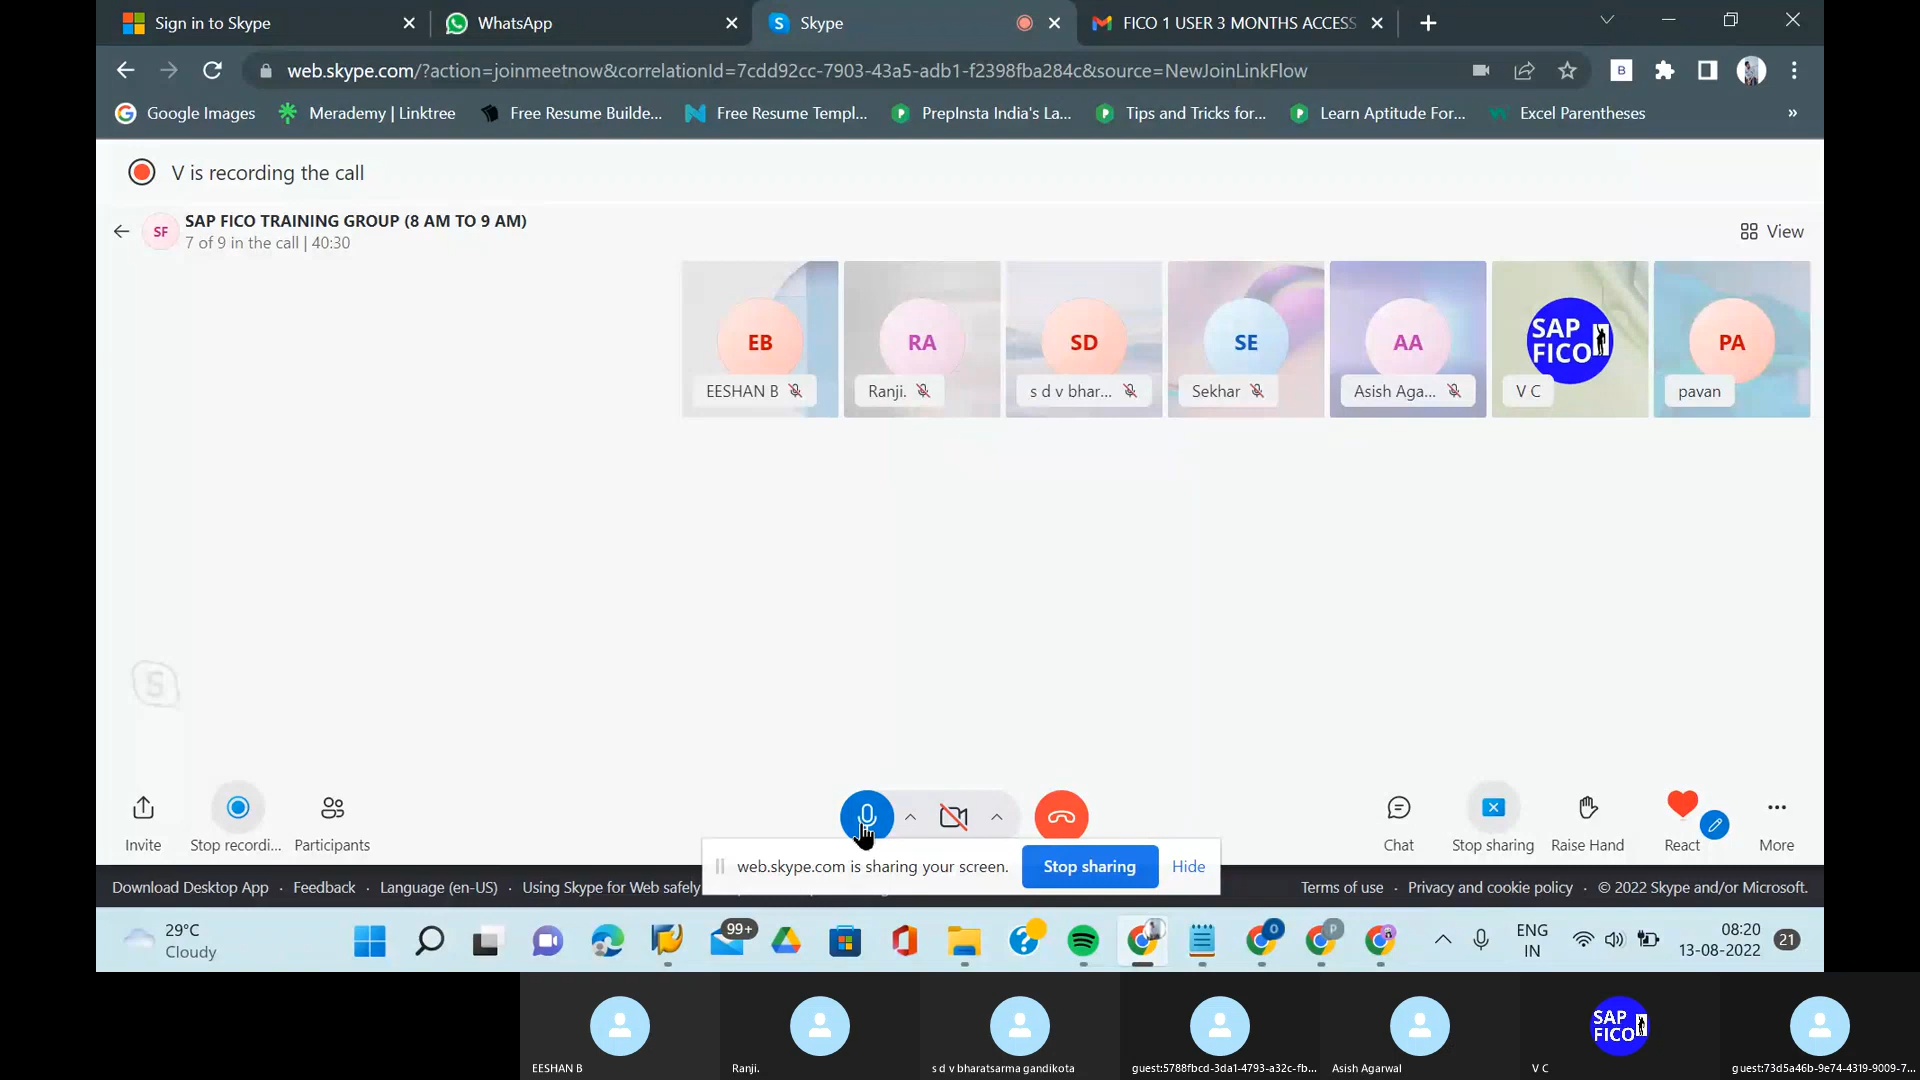 Sign in to Skype
WhatsApp
Skype
FICO 1 USER 3 MONTHS ACCESS
web.skype.com/?action=joinmeetnow&correlationId=7cdd92cc-7903-43a5-adb1-f2398fba284c&source=NewJoinLinkFlow
B
Google Images
Merademy | Linktree
Free Resume Builde...
Free Resume Templ...
PrepInsta India's La...
Tips and Tricks for...
Learn Aptitude For...
Excel Parentheses
»
V is recording the call
SF
SAP FICO TRAINING GROUP (8 AM TO 9 AM)
7 of 9 in the call | 40:30
View
EB
RA
SD
SE
AA
SAP
FICO
PA
EESHAN B
Ranji.
s d v bhar...
Sekhar
Asish Aga...
V C
pavan
Invite
Stop recordi...
Participants
Chat
Stop sharing
Raise Hand
React
More
web.skype.com is sharing your screen.
Stop sharing
Hide
Download Desktop App · Feedback · Language (en-US) · Using Skype for Web safely
Terms of use · Privacy and cookie policy · © 2022 Skype and/or Microsoft.
29°C
Cloudy
99+
O
P
ENG
IN
08:20
13-08-2022
21
SAP
FICO
EESHAN B
Ranji.
s d v bharatsarma gandikota
guest:5788fbcd-3da1-4793-a32c-fb...
Asish Agarwal
V C
guest:73d5a46b-9e74-4319-9009-7...